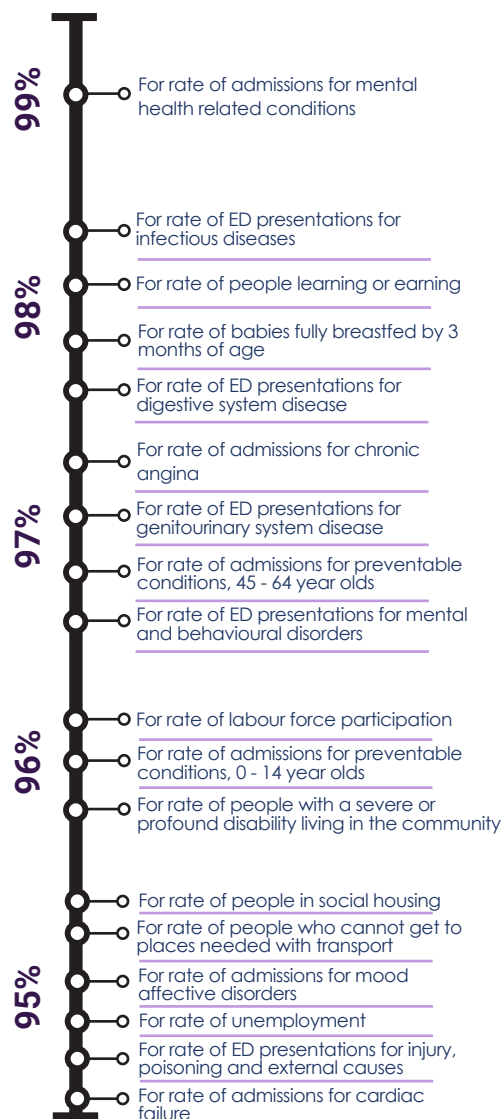 99%
For rate of admissions for mental
health related conditions
For rate of ED presentations for
infectious diseases
98%
For rate of people learning or earning
For rate of babies fully breastfed by 3
months of age
For rate of ED presentations for
digestive system disease
For rate of admissions for chronic
angina
97%
For rate of ED presentations for
genitourinary system disease
For rate of admissions for preventable
conditions, 45 - 64 year olds
For rate of ED presentations for mental
and behavioural disorders
96%
For rate of labour force participation
For rate of admissions for preventable
conditions, 0 - 14 year olds
For rate of people with a severe or
profound disability living in the community
95%
For rate of people in social housing
For rate of people who cannot get to
places needed with transport
For rate of admissions for mood
affective disorders
For rate of unemployment
For rate of ED presentations for injury,
poisoning and external causes
For rate of admissions for cardiac
failure